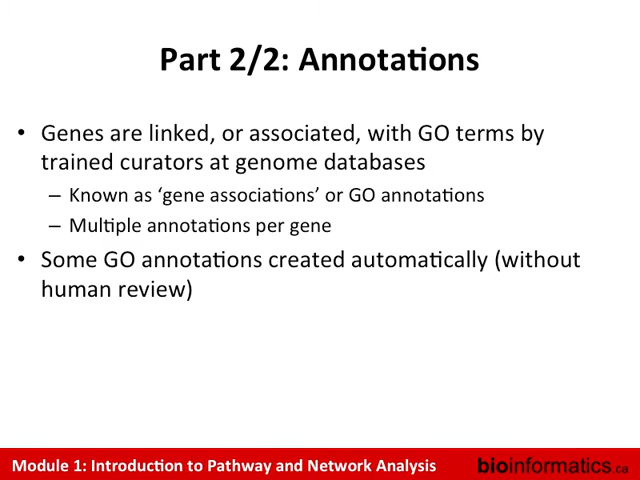 Part 2/2: Annotations
• Genes are linked, or associated, with GO terms by
trained curators at genome databases
– Known as ‘gene associations’ or GO annotations
– Multiple annotations per gene
• Some GO annotations created automatically (without
human review)
Module 1: Introduction to Pathway and Network Analysis
bioinformatics.ca